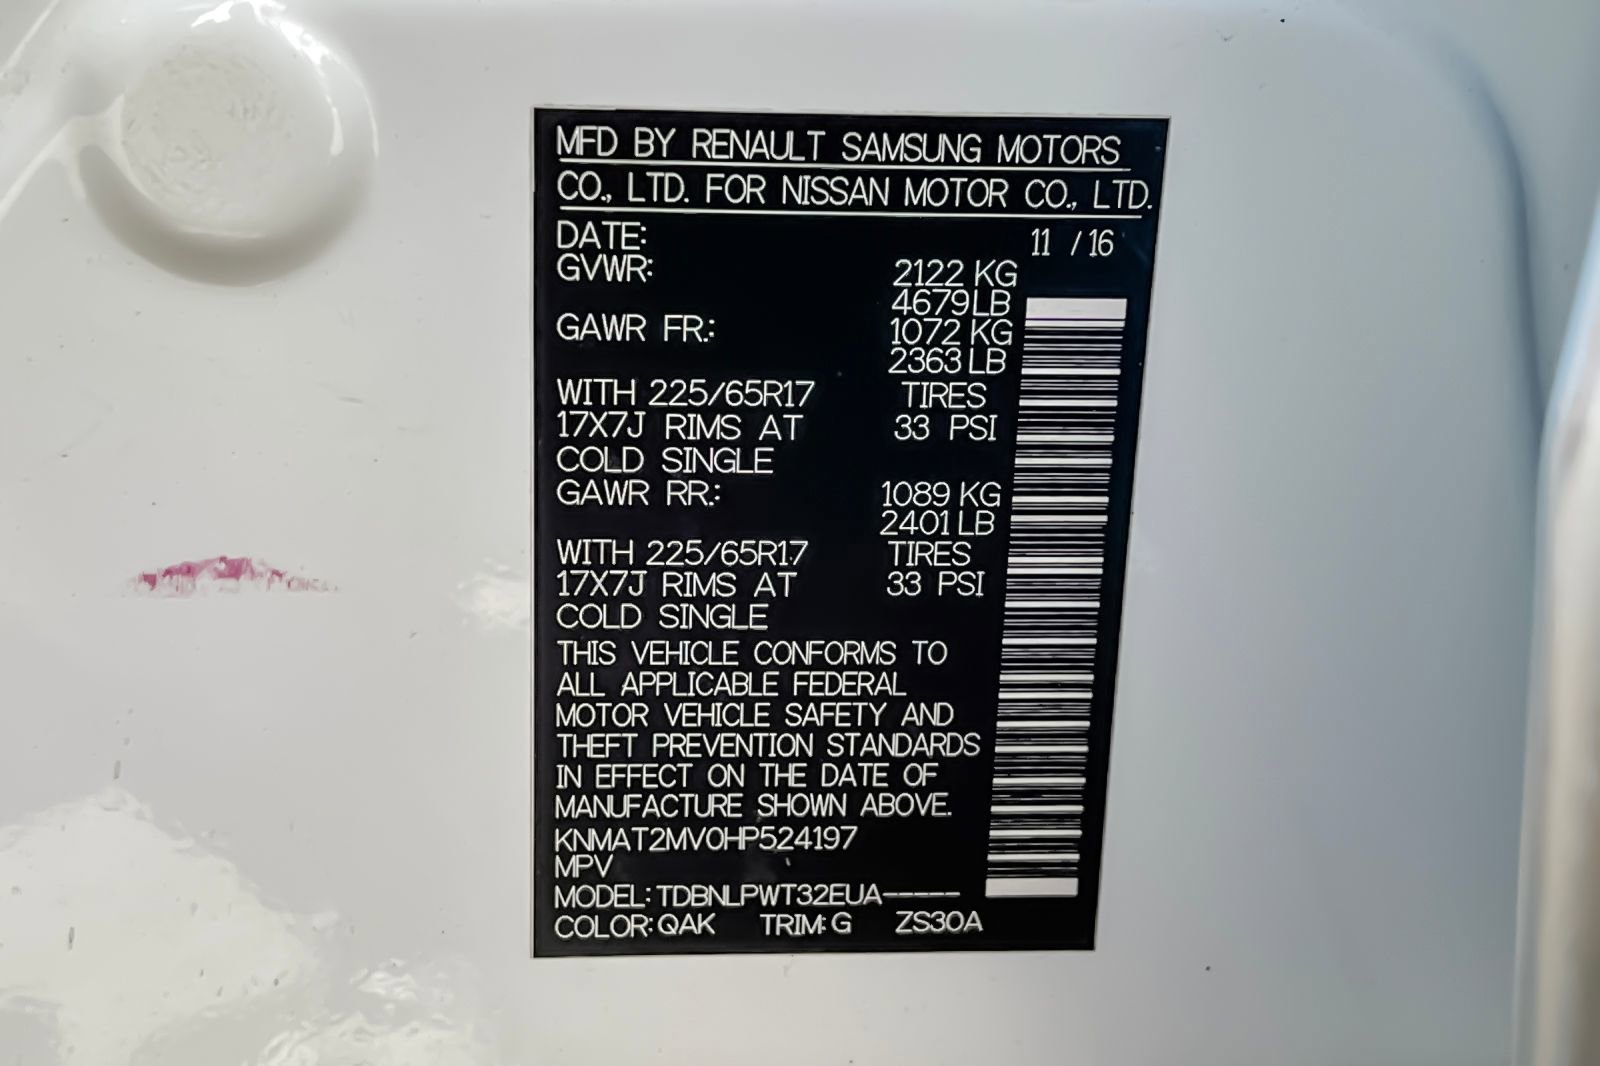 MFD BY RENAULT SAMSUNG MOTORS
CO., LTD. FOR NISSAN MOTOR CO., LTD.
DATE: 11 / 16
GVWR: 2122 KG
4679 LB
GAWR FR.: 1072 KG
2363 LB
WITH 225/65R17 TIRES
17X7J RIMS AT 33 PSI
COLD SINGLE
GAWR RR.: 1089 KG
2401 LB
WITH 225/65R17 TIRES
17X7J RIMS AT 33 PSI
COLD SINGLE
THIS VEHICLE CONFORMS TO
ALL APPLICABLE FEDERAL
MOTOR VEHICLE SAFETY AND
THEFT PREVENTION STANDARDS
IN EFFECT ON THE DATE OF
MANUFACTURE SHOWN ABOVE.
KNMAT2MV0HP524197
MPV
MODEL: TDBNLPWT32EUA-----
COLOR: QAK TRIM: G ZS30A